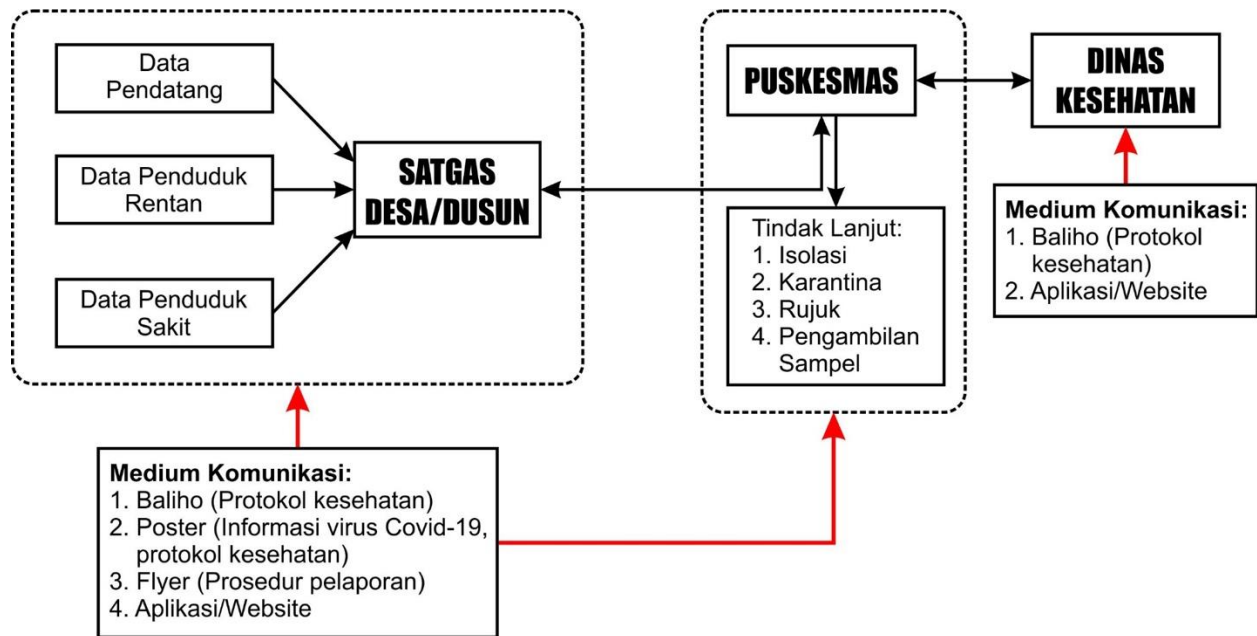 Data
Pendatang
Data Penduduk
Rentan
Data Penduduk
Sakit
SATGAS
DESA/DUSUN
PUSKESMAS
Tindak Lanjut:
1. Isolasi
2. Karantina
3. Rujuk
4. Pengambilan
Sampel
DINAS
KESEHATAN
Medium Komunikasi:
1. Baliho (Protokol
kesehatan)
2. Aplikasi/Website
Medium Komunikasi:
1. Baliho (Protokol kesehatan)
2. Poster (Informasi virus Covid-19,
protokol kesehatan)
3. Flyer (Prosedur pelaporan)
4. Aplikasi/Website